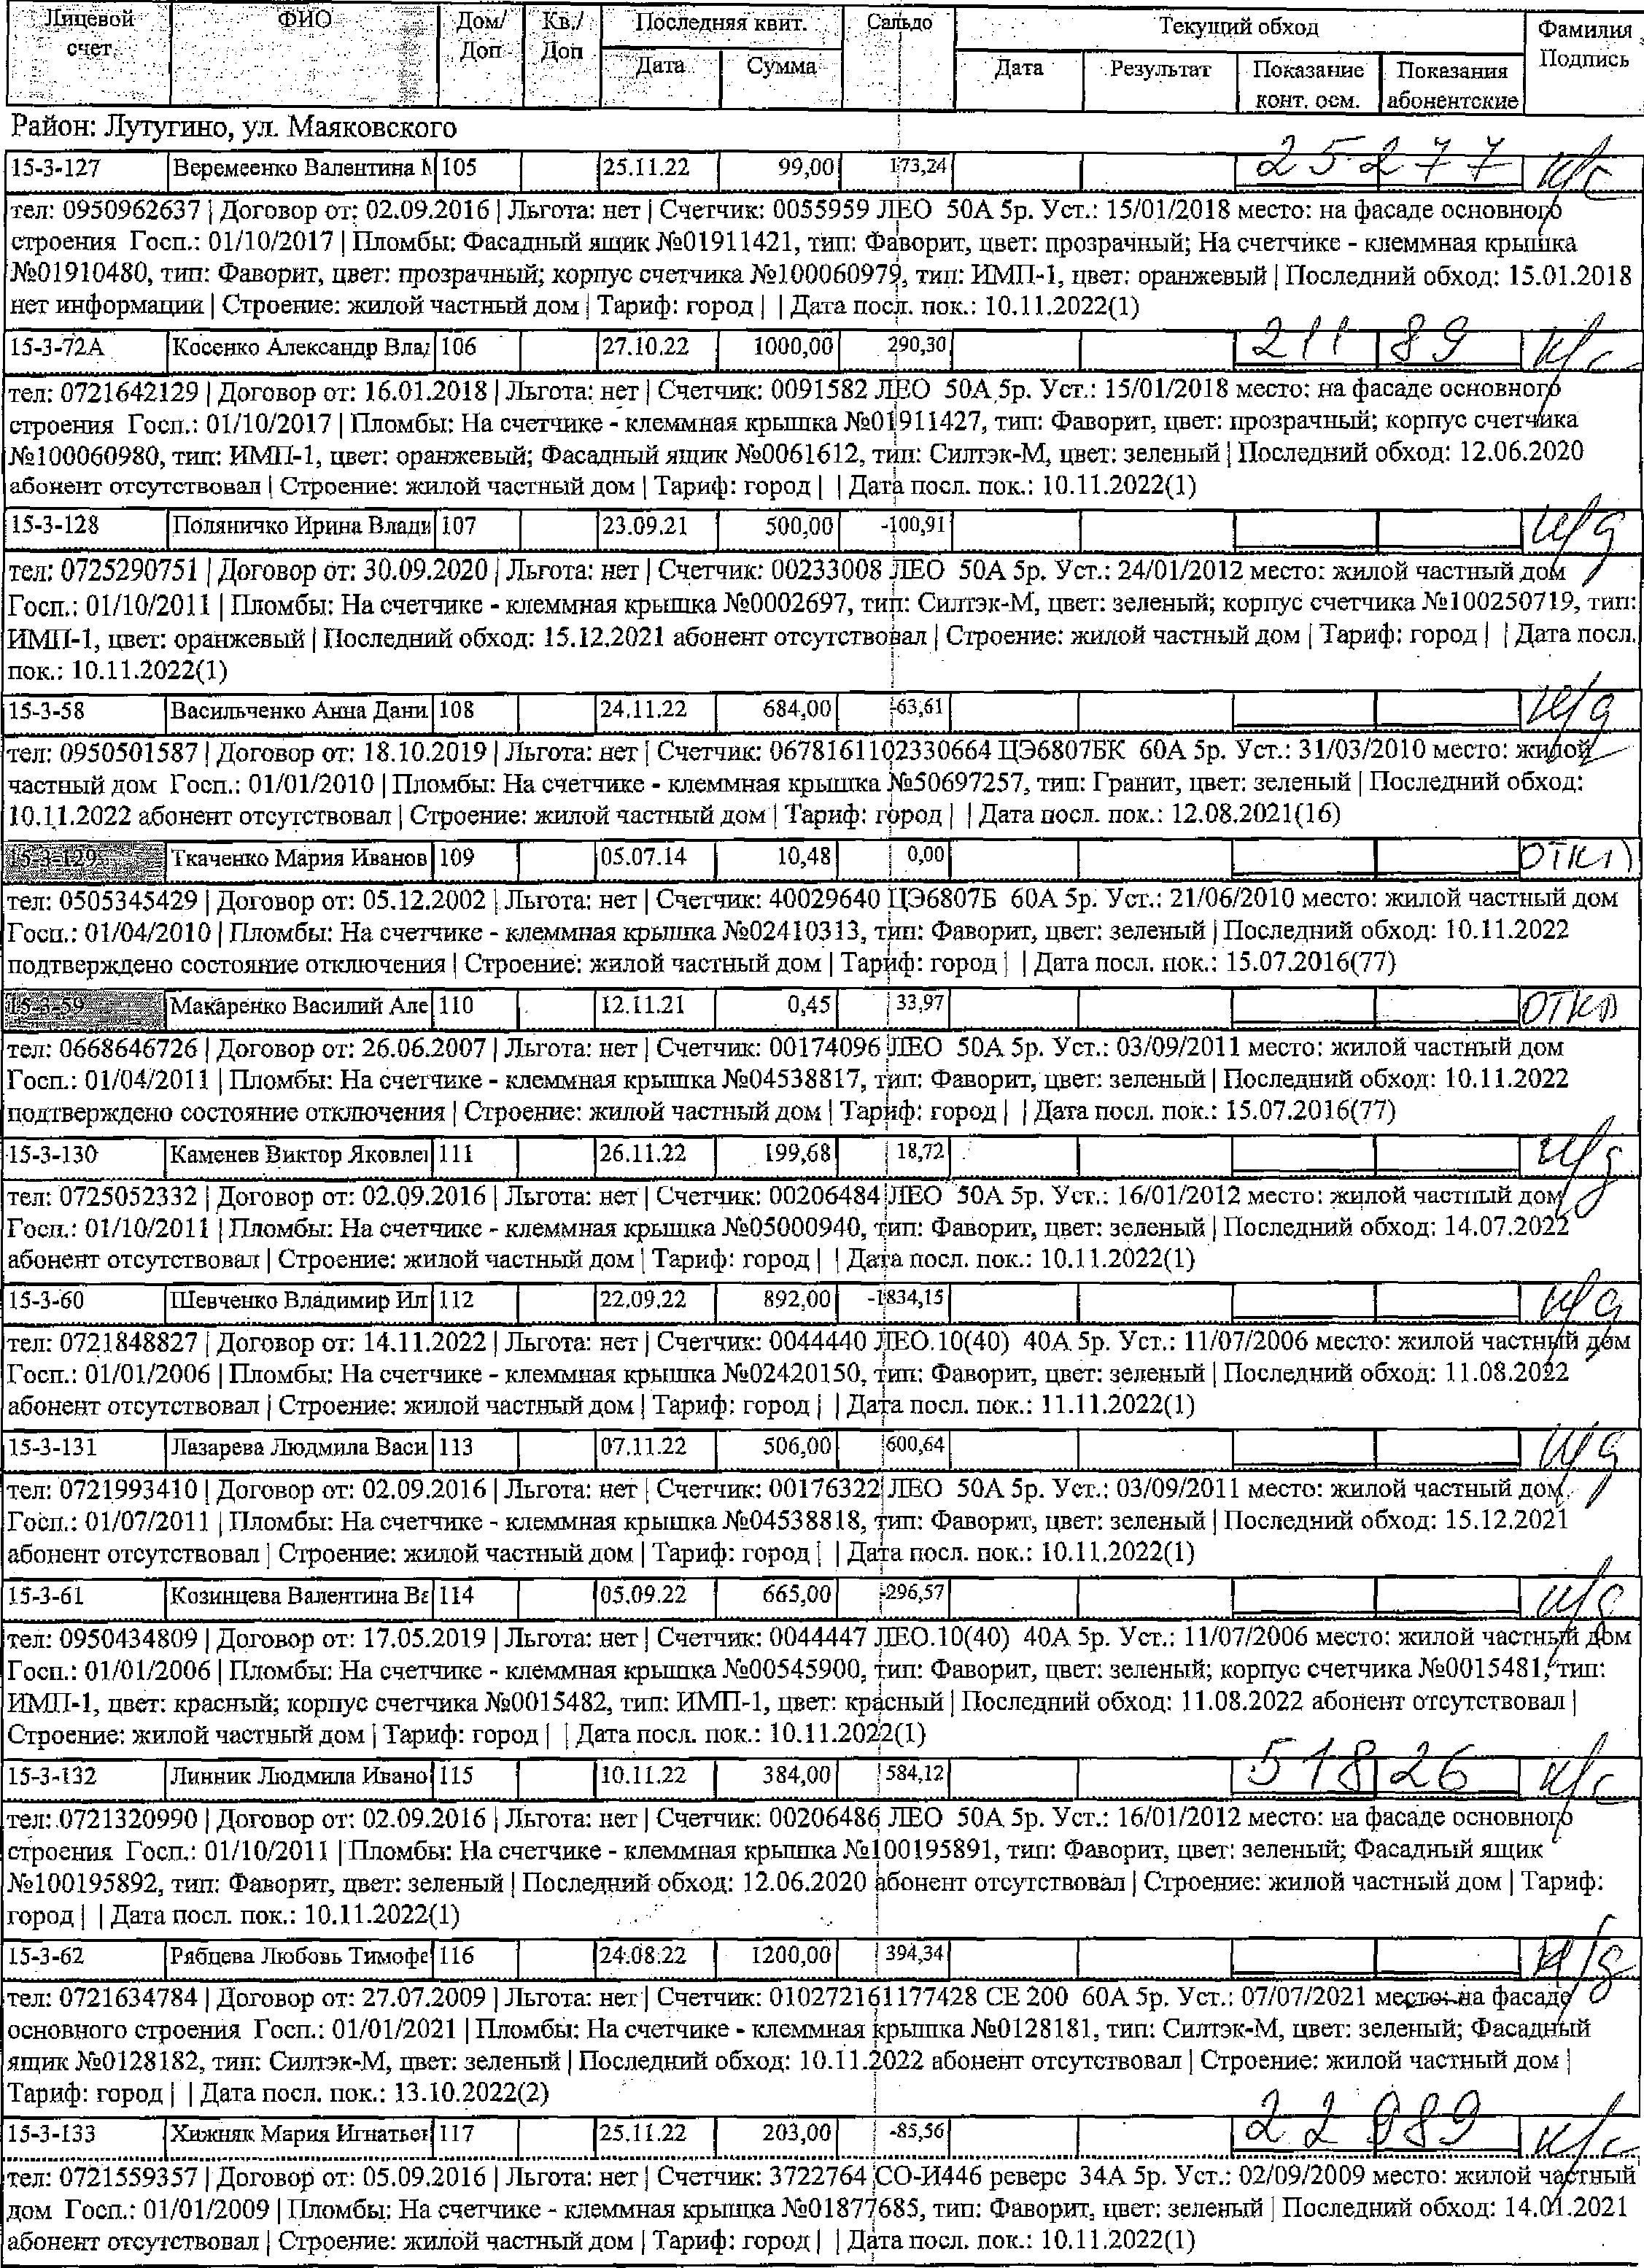 Лицевой счет. ФИО Дом/Доп Кв./Доп Последняя квит. Сальдо Текущий обход Фамилия Подпись
Дата Сумма Дата Результат Показание конт. осм. Показания абонентские
Район: Лутугино, ул. Маяковского
15-3-127 Веремеенко Валентина М 105 25.11.22 99,00 173,24 25277 к/с
тел: 0950962637 | Договор от: 02.09.2016 | Льгота: нет | Счетчик: 0055959 ЛЕО 50А 5р. Уст.: 15/01/2018 место: на фасаде основного
строения Госп.: 01/10/2017 | Пломбы: Фасадный ящик №01911421, тип: Фаворит, цвет: прозрачный; На счетчике - клеммная крышка
№01910480, тип: Фаворит, цвет: прозрачный; корпус счетчика №100060979, тип: ИМП-1, цвет: оранжевый | Последний обход: 15.01.2018
нет информации | Строение: жилой частный дом | Тариф: город | | Дата посл. пок.: 10.11.2022(1)
15-3-72А Косенко Александр Влад 106 27.10.22 1000,00 290,30 21189 к/с
тел: 0721642129 | Договор от: 16.01.2018 | Льгота: нет | Счетчик: 0091582 ЛЕО 50А 5р. Уст.: 15/01/2018 место: на фасаде основного
строения Госп.: 01/10/2017 | Пломбы: На счетчике - клеммная крышка №01911427, тип: Фаворит, цвет: прозрачный; корпус счетчика
№100060980, тип: ИМП-1, цвет: оранжевый; Фасадный ящик №0061612, тип: Силтэк-М, цвет: зеленый | Последний обход: 12.06.2020
абонент отсутствовал | Строение: жилой частный дом | Тариф: город | | Дата посл. пок.: 10.11.2022(1)
15-3-128 Поляничко Ирина Влади 107 23.09.21 500,00 -100,91 н/д
тел: 0725290751 | Договор от: 30.09.2020 | Льгота: нет | Счетчик: 00233008 ЛЕО 50А 5р. Уст.: 24/01/2012 место: жилой частный дом
Госп.: 01/10/2011 | Пломбы: На счетчике - клеммная крышка №0002697, тип: Силтэк-М, цвет: зеленый; корпус счетчика №100250719, тип:
ИМП-1, цвет: оранжевый | Последний обход: 15.12.2021 абонент отсутствовал | Строение: жилой частный дом | Тариф: город | | Дата посл.
пок.: 10.11.2022(1)
15-3-58 Васильченко Анна Дани 108 24.11.22 684,00 -63,61 н/д
тел: 0950501587 | Договор от: 18.10.2019 | Льгота: нет | Счетчик: 0678161102330664 ЦЭ6807БК 60А 5р. Уст.: 31/03/2010 место: жилой
частный дом Госп.: 01/01/2010 | Пломбы: На счетчике - клеммная крышка №50697257, тип: Гранит, цвет: зеленый | Последний обход:
10.11.2022 абонент отсутствовал | Строение: жилой частный дом | Тариф: город | | Дата посл. пок.: 12.08.2021(16)
15-3-129 Ткаченко Мария Иванов 109 05.07.14 10,48 0,00 откл
тел: 0505345429 | Договор от: 05.12.2002 | Льгота: нет | Счетчик: 40029640 ЦЭ6807Б 60А 5р. Уст.: 21/06/2010 место: жилой частный дом
Госп.: 01/04/2010 | Пломбы: На счетчике - клеммная крышка №02410313, тип: Фаворит, цвет: зеленый | Последний обход: 10.11.2022
подтверждено состояние отключения | Строение: жилой частный дом | Тариф: город | | Дата посл. пок.: 15.07.2016(77)
15-3-59 Макаренко Василий Але 110 12.11.21 0,45 33,97 откл
тел: 0668646726 | Договор от: 26.06.2007 | Льгота: нет | Счетчик: 00174096 ЛЕО 50А 5р. Уст.: 03/09/2011 место: жилой частный дом
Госп.: 01/04/2011 | Пломбы: На счетчике - клеммная крышка №04538817, тип: Фаворит, цвет: зеленый | Последний обход: 10.11.2022
подтверждено состояние отключения | Строение: жилой частный дом | Тариф: город | | Дата посл. пок.: 15.07.2016(77)
15-3-130 Каменев Виктор Яковле 111 26.11.22 199,68 18,72 н/д
тел: 0725052332 | Договор от: 02.09.2016 | Льгота: нет | Счетчик: 00206484 ЛЕО 50А 5р. Уст.: 16/01/2012 место: жилой частный дом
Госп.: 01/10/2011 | Пломбы: На счетчике - клеммная крышка №05000940, тип: Фаворит, цвет: зеленый | Последний обход: 14.07.2022
абонент отсутствовал | Строение: жилой частный дом | Тариф: город | | Дата посл. пок.: 10.11.2022(1)
15-3-60 Шевченко Владимир Ил 112 22.09.22 892,00 -1834,15 н/д
тел: 0721848827 | Договор от: 14.11.2022 | Льгота: нет | Счетчик: 0044440 ЛЕО.10(40) 40А 5р. Уст.: 11/07/2006 место: жилой частный дом
Госп.: 01/01/2006 | Пломбы: На счетчике - клеммная крышка №02420150, тип: Фаворит, цвет: зеленый | Последний обход: 11.08.2022
абонент отсутствовал | Строение: жилой частный дом | Тариф: город | | Дата посл. пок.: 11.11.2022(1)
15-3-131 Лазарева Людмила Васи 113 07.11.22 506,00 600,64 н/д
тел: 0721993410 | Договор от: 02.09.2016 | Льгота: нет | Счетчик: 00176322 ЛЕО 50А 5р. Уст.: 03/09/2011 место: жилой частный дом
Госп.: 01/07/2011 | Пломбы: На счетчике - клеммная крышка №04538818, тип: Фаворит, цвет: зеленый | Последний обход: 15.12.2021
абонент отсутствовал | Строение: жилой частный дом | Тариф: город | | Дата посл. пок.: 10.11.2022(1)
15-3-61 Козинцева Валентина Ва 114 05.09.22 665,00 -296,57 н/д
тел: 0950434809 | Договор от: 17.05.2019 | Льгота: нет | Счетчик: 0044447 ЛЕО.10(40) 40А 5р. Уст.: 11/07/2006 место: жилой частный дом
Госп.: 01/01/2006 | Пломбы: На счетчике - клеммная крышка №00545900, тип: Фаворит, цвет: зеленый; корпус счетчика №0015481, тип:
ИМП-1, цвет: красный; корпус счетчика №0015482, тип: ИМП-1, цвет: красный | Последний обход: 11.08.2022 абонент отсутствовал |
Строение: жилой частный дом | Тариф: город | | Дата посл. пок.: 10.11.2022(1)
15-3-132 Линник Людмила Ивано 115 10.11.22 384,00 584,12 51826 к/с
тел: 0721320990 | Договор от: 02.09.2016 | Льгота: нет | Счетчик: 00206486 ЛЕО 50А 5р. Уст.: 16/01/2012 место: на фасаде основного
строения Госп.: 01/10/2011 | Пломбы: На счетчике - клеммная крышка №100195891, тип: Фаворит, цвет: зеленый; Фасадный ящик
№100195892, тип: Фаворит, цвет: зеленый | Последний обход: 12.06.2020 абонент отсутствовал | Строение: жилой частный дом | Тариф:
город | | Дата посл. пок.: 10.11.2022(1)
15-3-62 Рябцева Любовь Тимофе 116 24.08.22 1200,00 394,34 н/д
тел: 0721634784 | Договор от: 27.07.2009 | Льгота: нет | Счетчик: 010272161177428 СЕ 200 60А 5р. Уст.: 07/07/2021 место: на фасаде
основного строения Госп.: 01/01/2021 | Пломбы: На счетчике - клеммная крышка №0128181, тип: Силтэк-М, цвет: зеленый; Фасадный
ящик №0128182, тип: Силтэк-М, цвет: зеленый | Последний обход: 10.11.2022 абонент отсутствовал | Строение: жилой частный дом |
Тариф: город | | Дата посл. пок.: 13.10.2022(2)
15-3-133 Хижняк Мария Игнатьев 117 25.11.22 203,00 -85,56 22989 к/с
тел: 0721559357 | Договор от: 05.09.2016 | Льгота: нет | Счетчик: 3722764 СО-И446 реверс 34А 5р. Уст.: 02/09/2009 место: жилой частный
дом Госп.: 01/01/2009 | Пломбы: На счетчике - клеммная крышка №01877685, тип: Фаворит, цвет: зеленый | Последний обход: 14.01.2021
абонент отсутствовал | Строение: жилой частный дом | Тариф: город | | Дата посл. пок.: 10.11.2022(1)